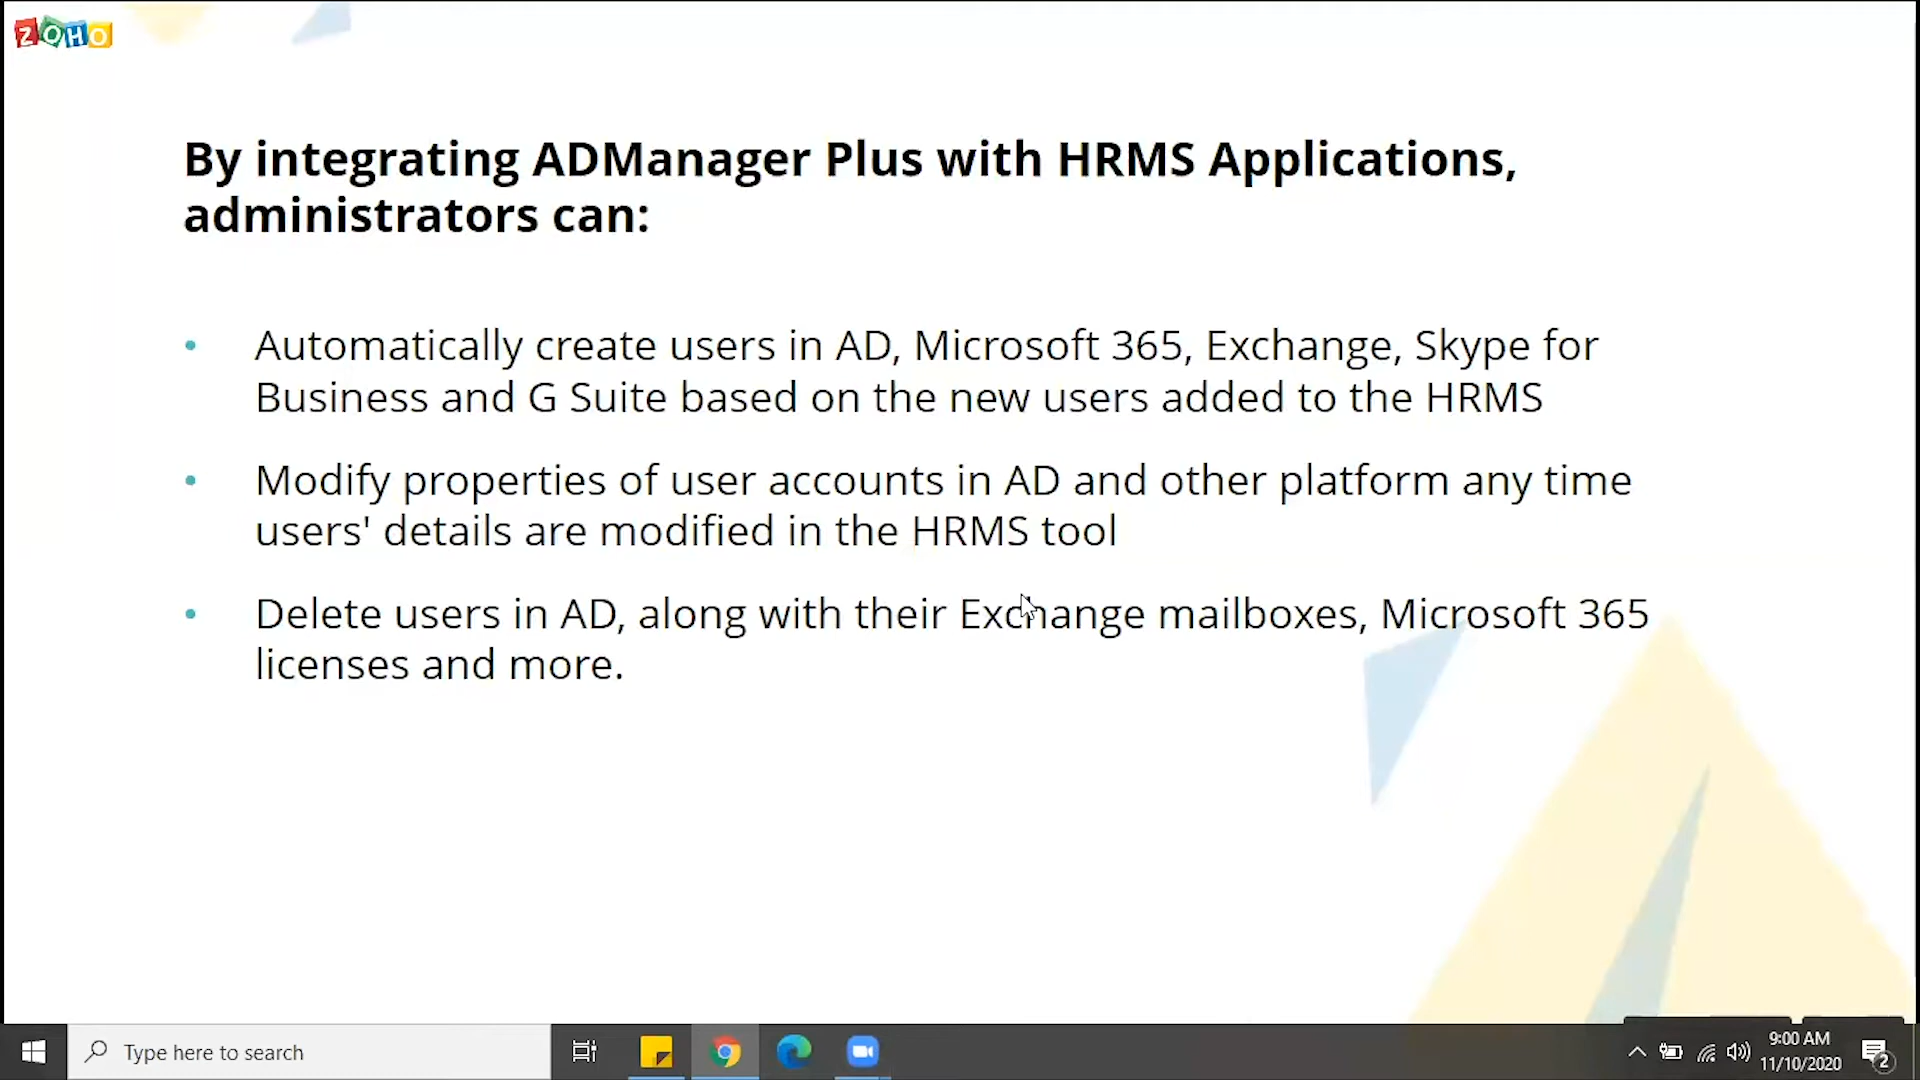 ZOHO
By integrating ADManager Plus with HRMS Applications,
administrators can:
• Automatically create users in AD, Microsoft 365, Exchange, Skype for
Business and G Suite based on the new users added to the HRMS
• Modify properties of user accounts in AD and other platform any time
users' details are modified in the HRMS tool
• Delete users in AD, along with their Exchange mailboxes, Microsoft 365
licenses and more.
Type here to search
9:00 AM
11/10/2020
2